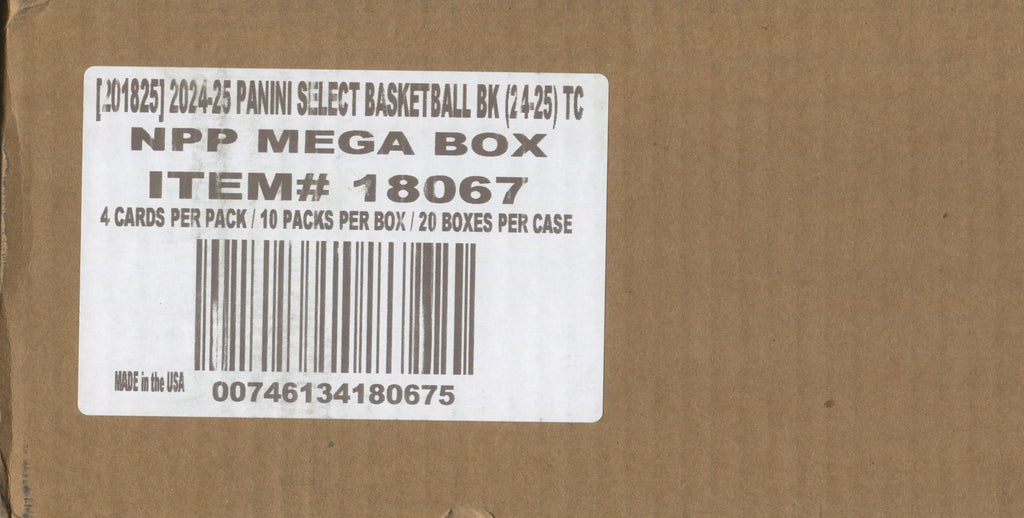 [201825] 2024-25 PANINI SELECT BASKETBALL BK (24-25) TC
NPP MEGA BOX
ITEM# 18067
4 CARDS PER PACK / 10 PACKS PER BOX / 20 BOXES PER CASE
MADE in the USA
00746134180675